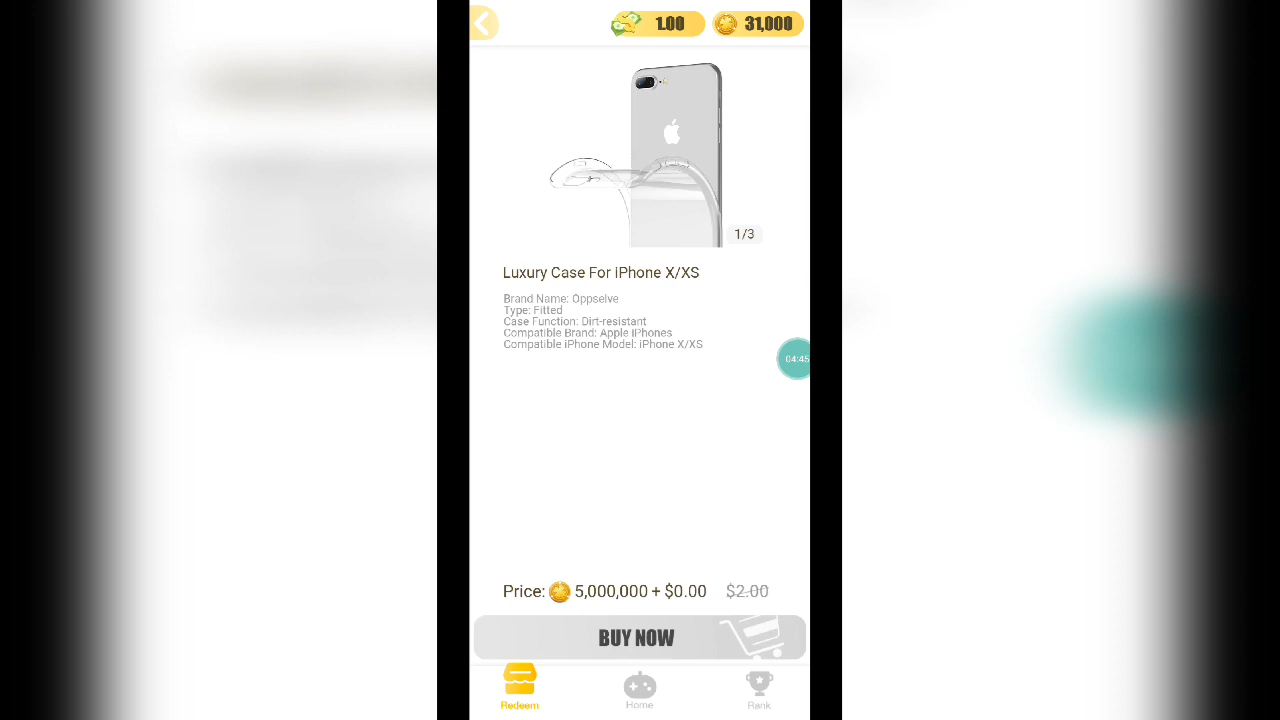 1.00
31,000
1/3
Luxury Case For iPhone X/XS
Brand Name: Oppselve
Type: Fitted
Case Function: Dirt-resistant
Compatible Brand: Apple iPhones
Compatible iPhone Model: iPhone X/XS
04:45
Price: 5,000,000 + $0.00 $2.00
BUY NOW
Redeem
Home
Rank